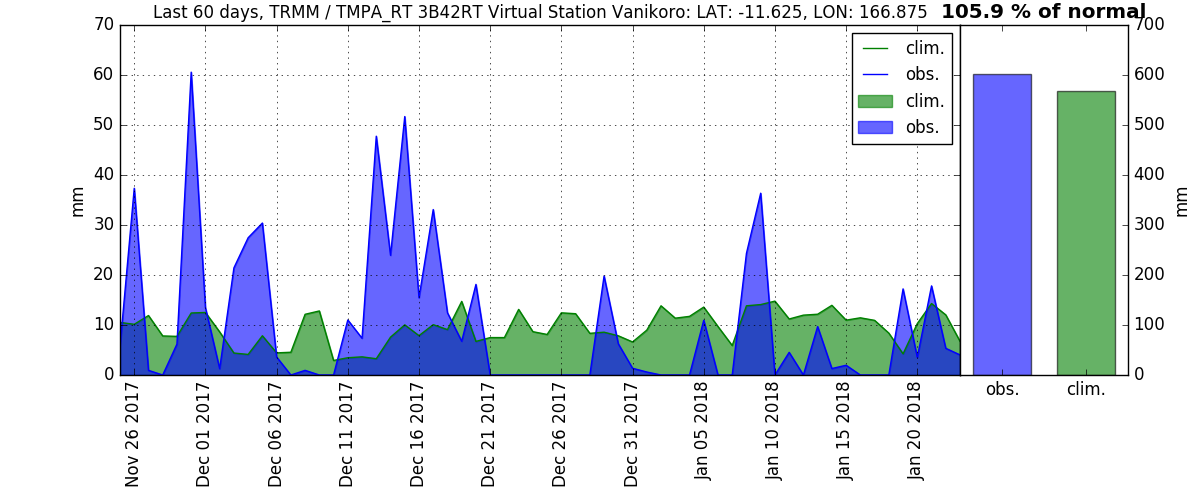 Last 60 days, TRMM / TMPA_RT 3B42RT Virtual Station Vanikoro: LAT: -11.625, LON: 166.875
105.9 % of normal
70
60
50
40
30
20
10
0
mm
clim.
obs.
clim.
obs.
Nov 26 2017
Dec 01 2017
Dec 06 2017
Dec 11 2017
Dec 16 2017
Dec 21 2017
Dec 26 2017
Dec 31 2017
Jan 05 2018
Jan 10 2018
Jan 15 2018
Jan 20 2018
700
600
500
400
300
200
100
0
mm
obs.
clim.